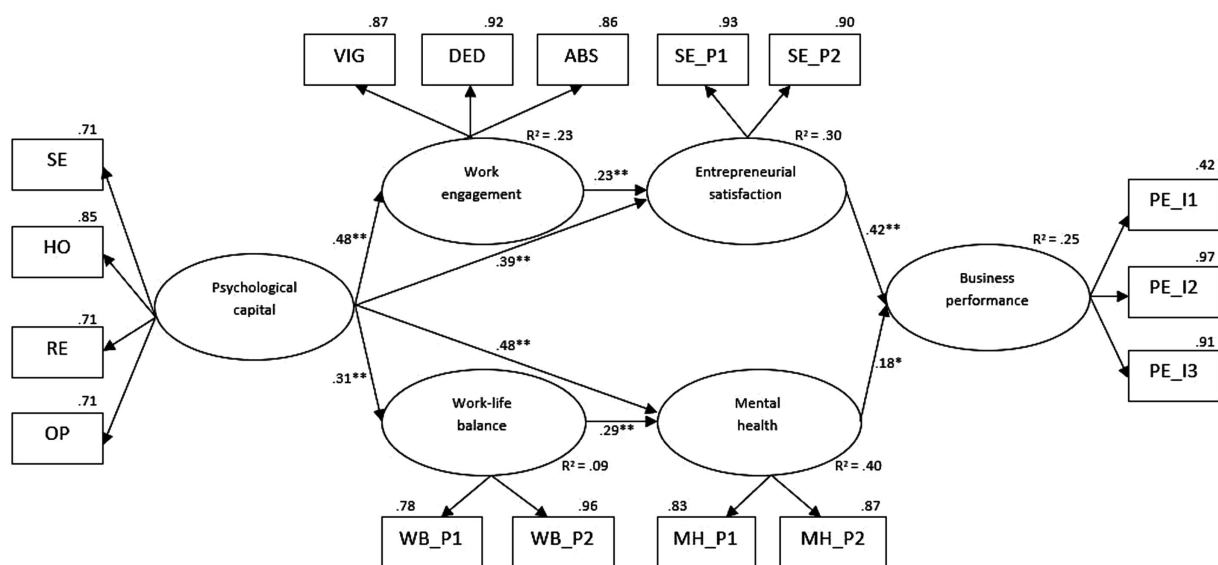 .87
.92
.86
.93
.90
VIG
DED
ABS
SE_P1
SE_P2
R² = .23
R² = .30
.71
SE
Work
engagement
.23**
Entrepreneurial
satisfaction
.42
PE_I1
.85
HO
.48**
.39**
.42**
R² = .25
Psychological
capital
Business
performance
.97
PE_I2
.71
RE
.48**
.31**
.18*
.91
PE_I3
.71
OP
Work-life
balance
.29**
Mental
health
R² = .09
R² = .40
.78
.96
.83
.87
WB_P1
WB_P2
MH_P1
MH_P2